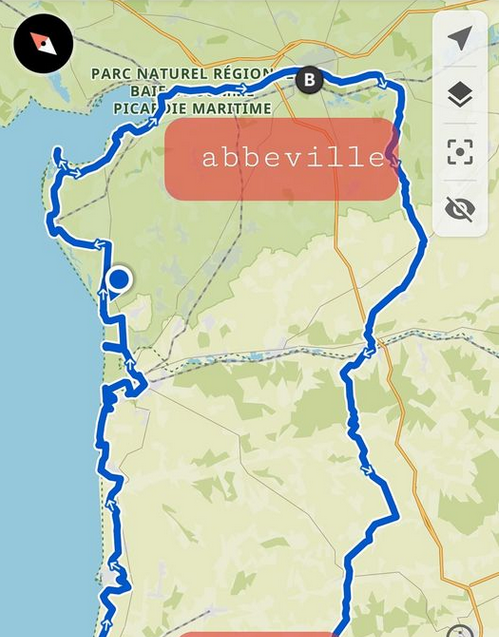 PARC NATUREL RÉGION
BAIE
PICARDIE MARITIME
B
abbeville